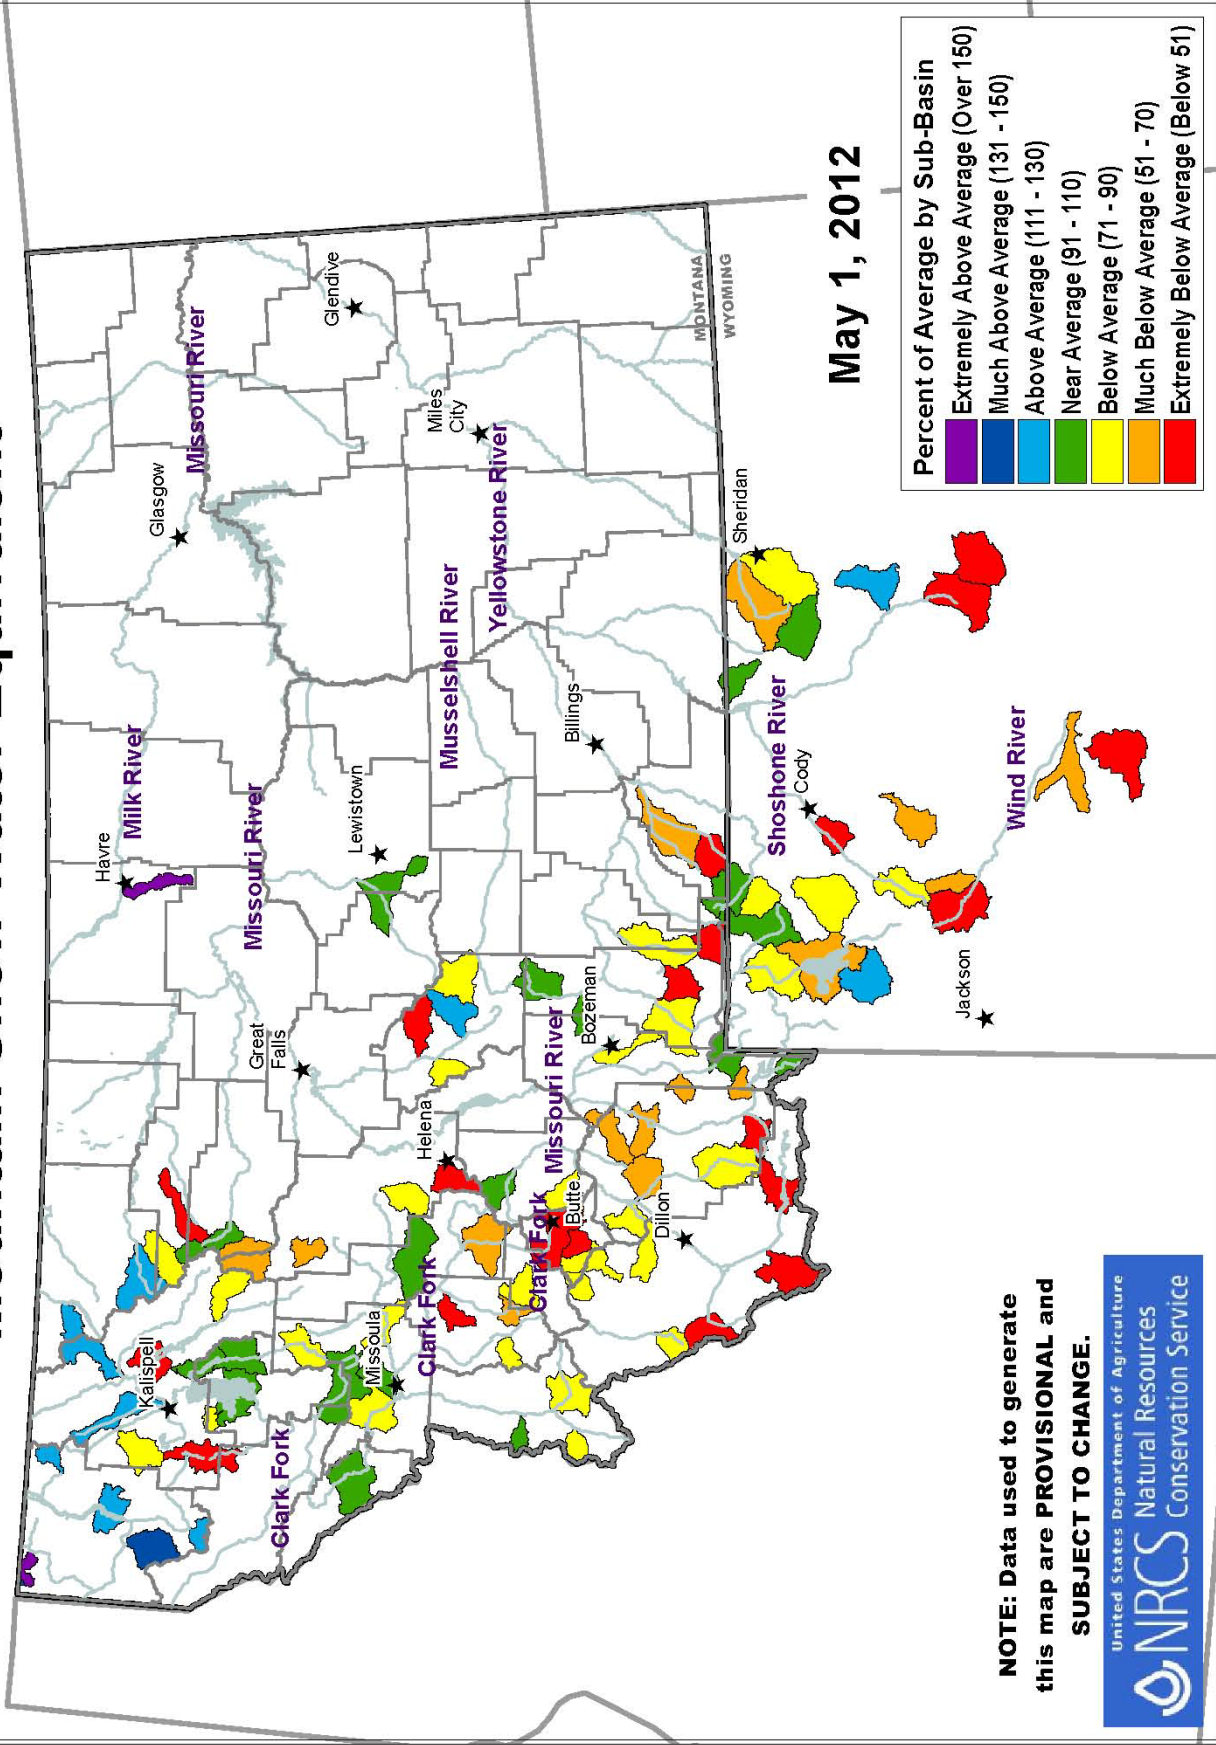 Havre
Milk River
Glasgow
Missouri River
Kalispell
Great
Falls
Missouri River
Lewistown
Glendive
Clark Fork
Missoula
Clark Fork
Helena
Musselshell River
Miles
City
Yellowstone River
Clark Fork
Butte
Missouri River
Bozeman
Billings
Dillon
MONTANA
WYOMING
Sheridan
Shoshone River
Cody
Jackson
Wind River
May 1, 2012
Percent of Average by Sub-Basin
Extremely Above Average (Over 150)
Much Above Average (131 - 150)
Above Average (111 - 130)
Near Average (91 - 110)
Below Average (71 - 90)
Much Below Average (51 - 70)
Extremely Below Average (Below 51)
NOTE: Data used to generate
this map are PROVISIONAL and
SUBJECT TO CHANGE.
United States Department of Agriculture
NRCS Natural Resources
Conservation Service